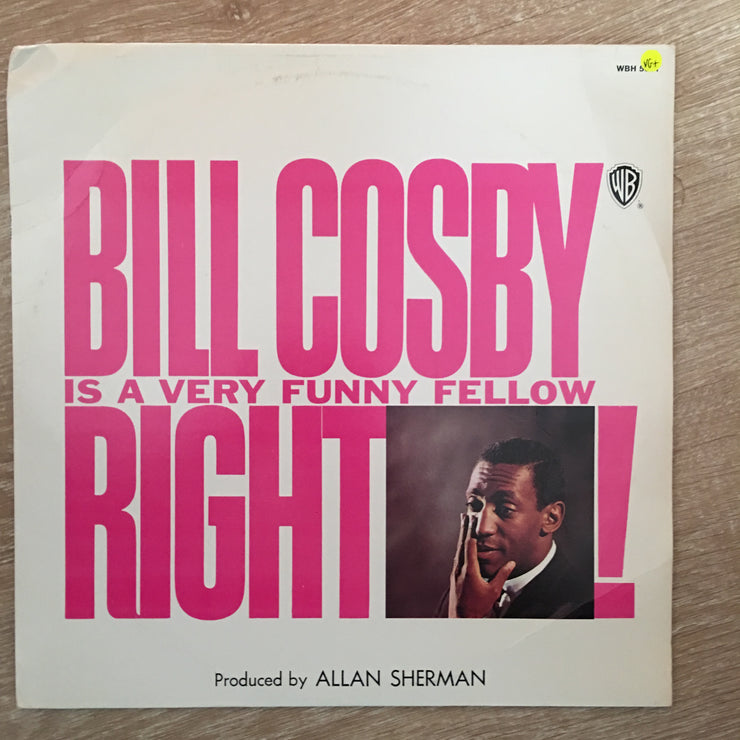 WBH
VG+
BILL COSBY
WB
®
IS A VERY FUNNY FELLOW
RIGHT!
Produced by ALLAN SHERMAN